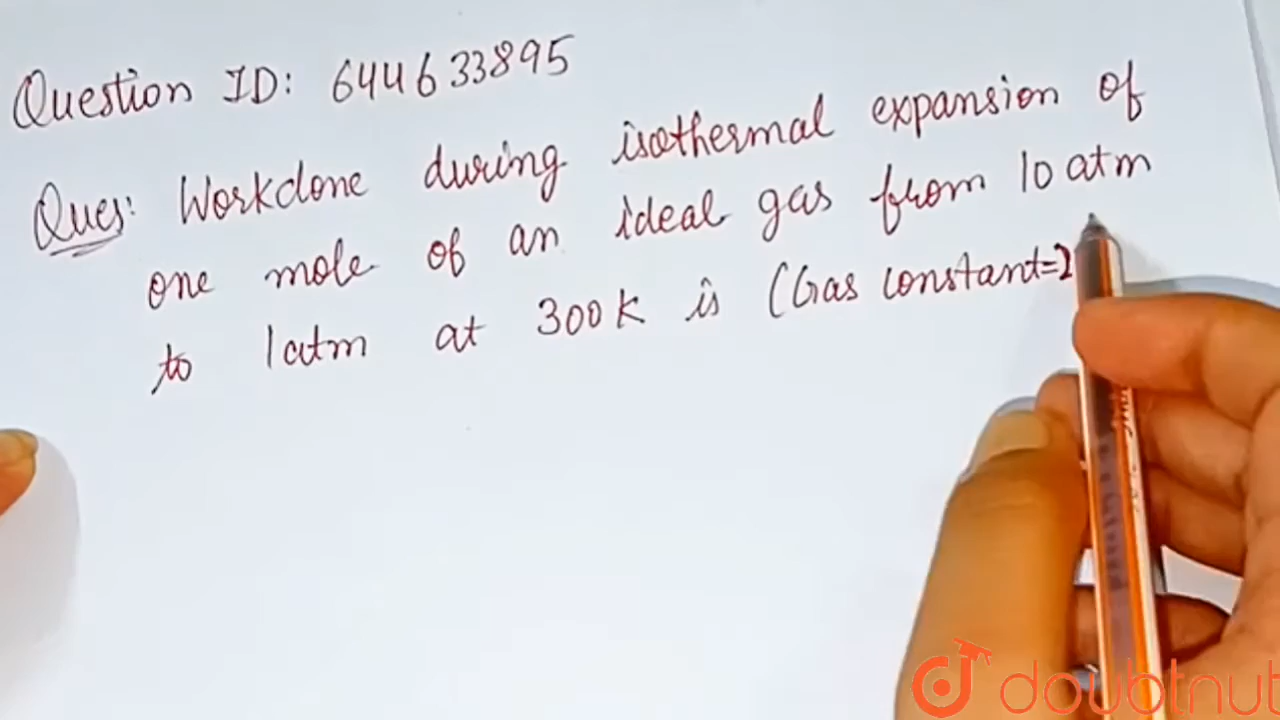 Question ID: 644633895
Ques: Workdone during isothermal expansion of
one mole of an ideal gas from 10 atm
to 1atm at 300K is (Gas constant=2
doubtnut